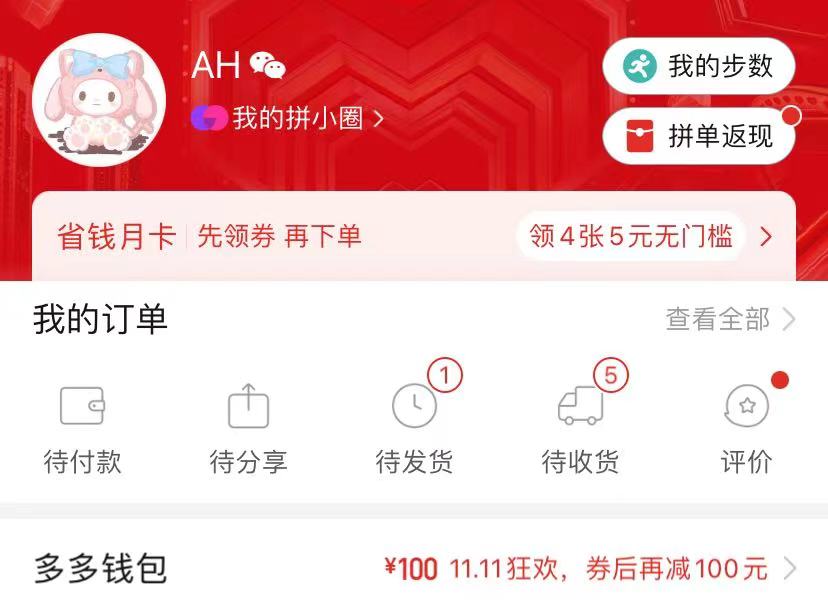 AH
我的步数
我的拼小圈
拼单返现
省钱月卡 先领券 再下单 领4张5元无门槛
我的订单 查看全部
1 5
待付款 待分享 待发货 待收货 评价
多多钱包 ¥100 11.11狂欢，券后再减100元